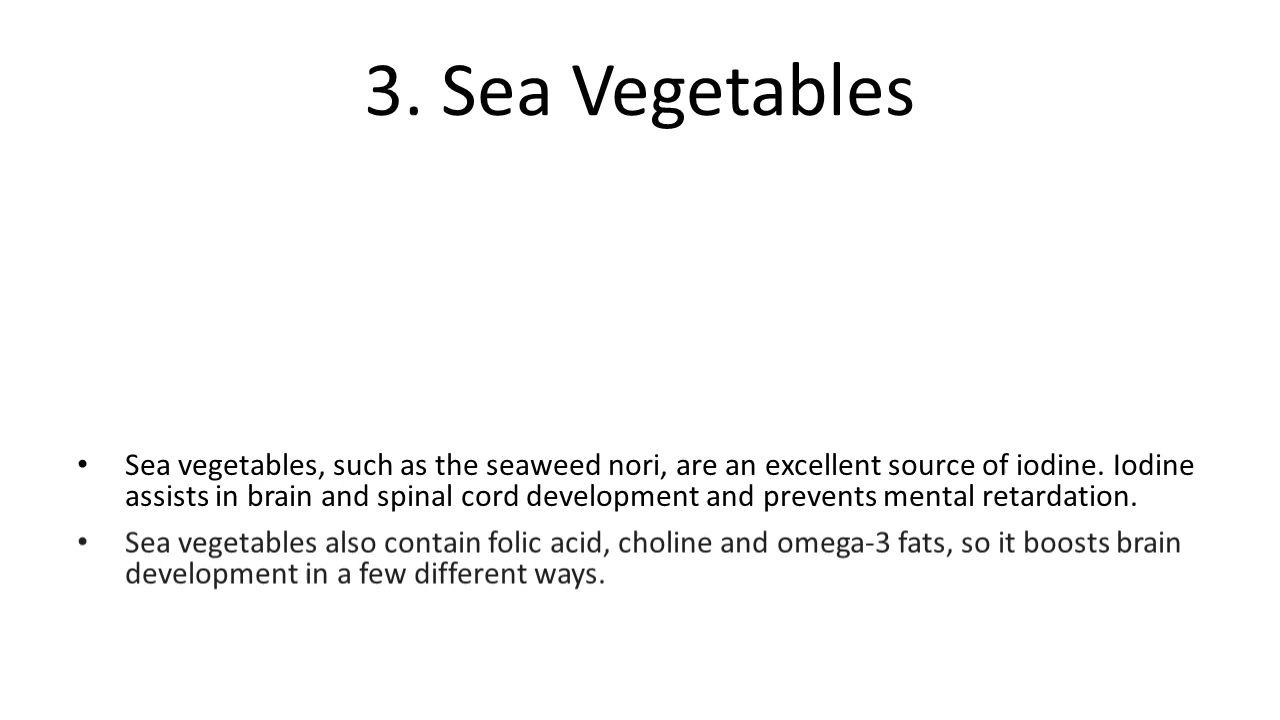 3. Sea Vegetables
• Sea vegetables, such as the seaweed nori, are an excellent source of iodine. Iodine
assists in brain and spinal cord development and prevents mental retardation.
• Sea vegetables also contain folic acid, choline and omega-3 fats, so it boosts brain
development in a few different ways.